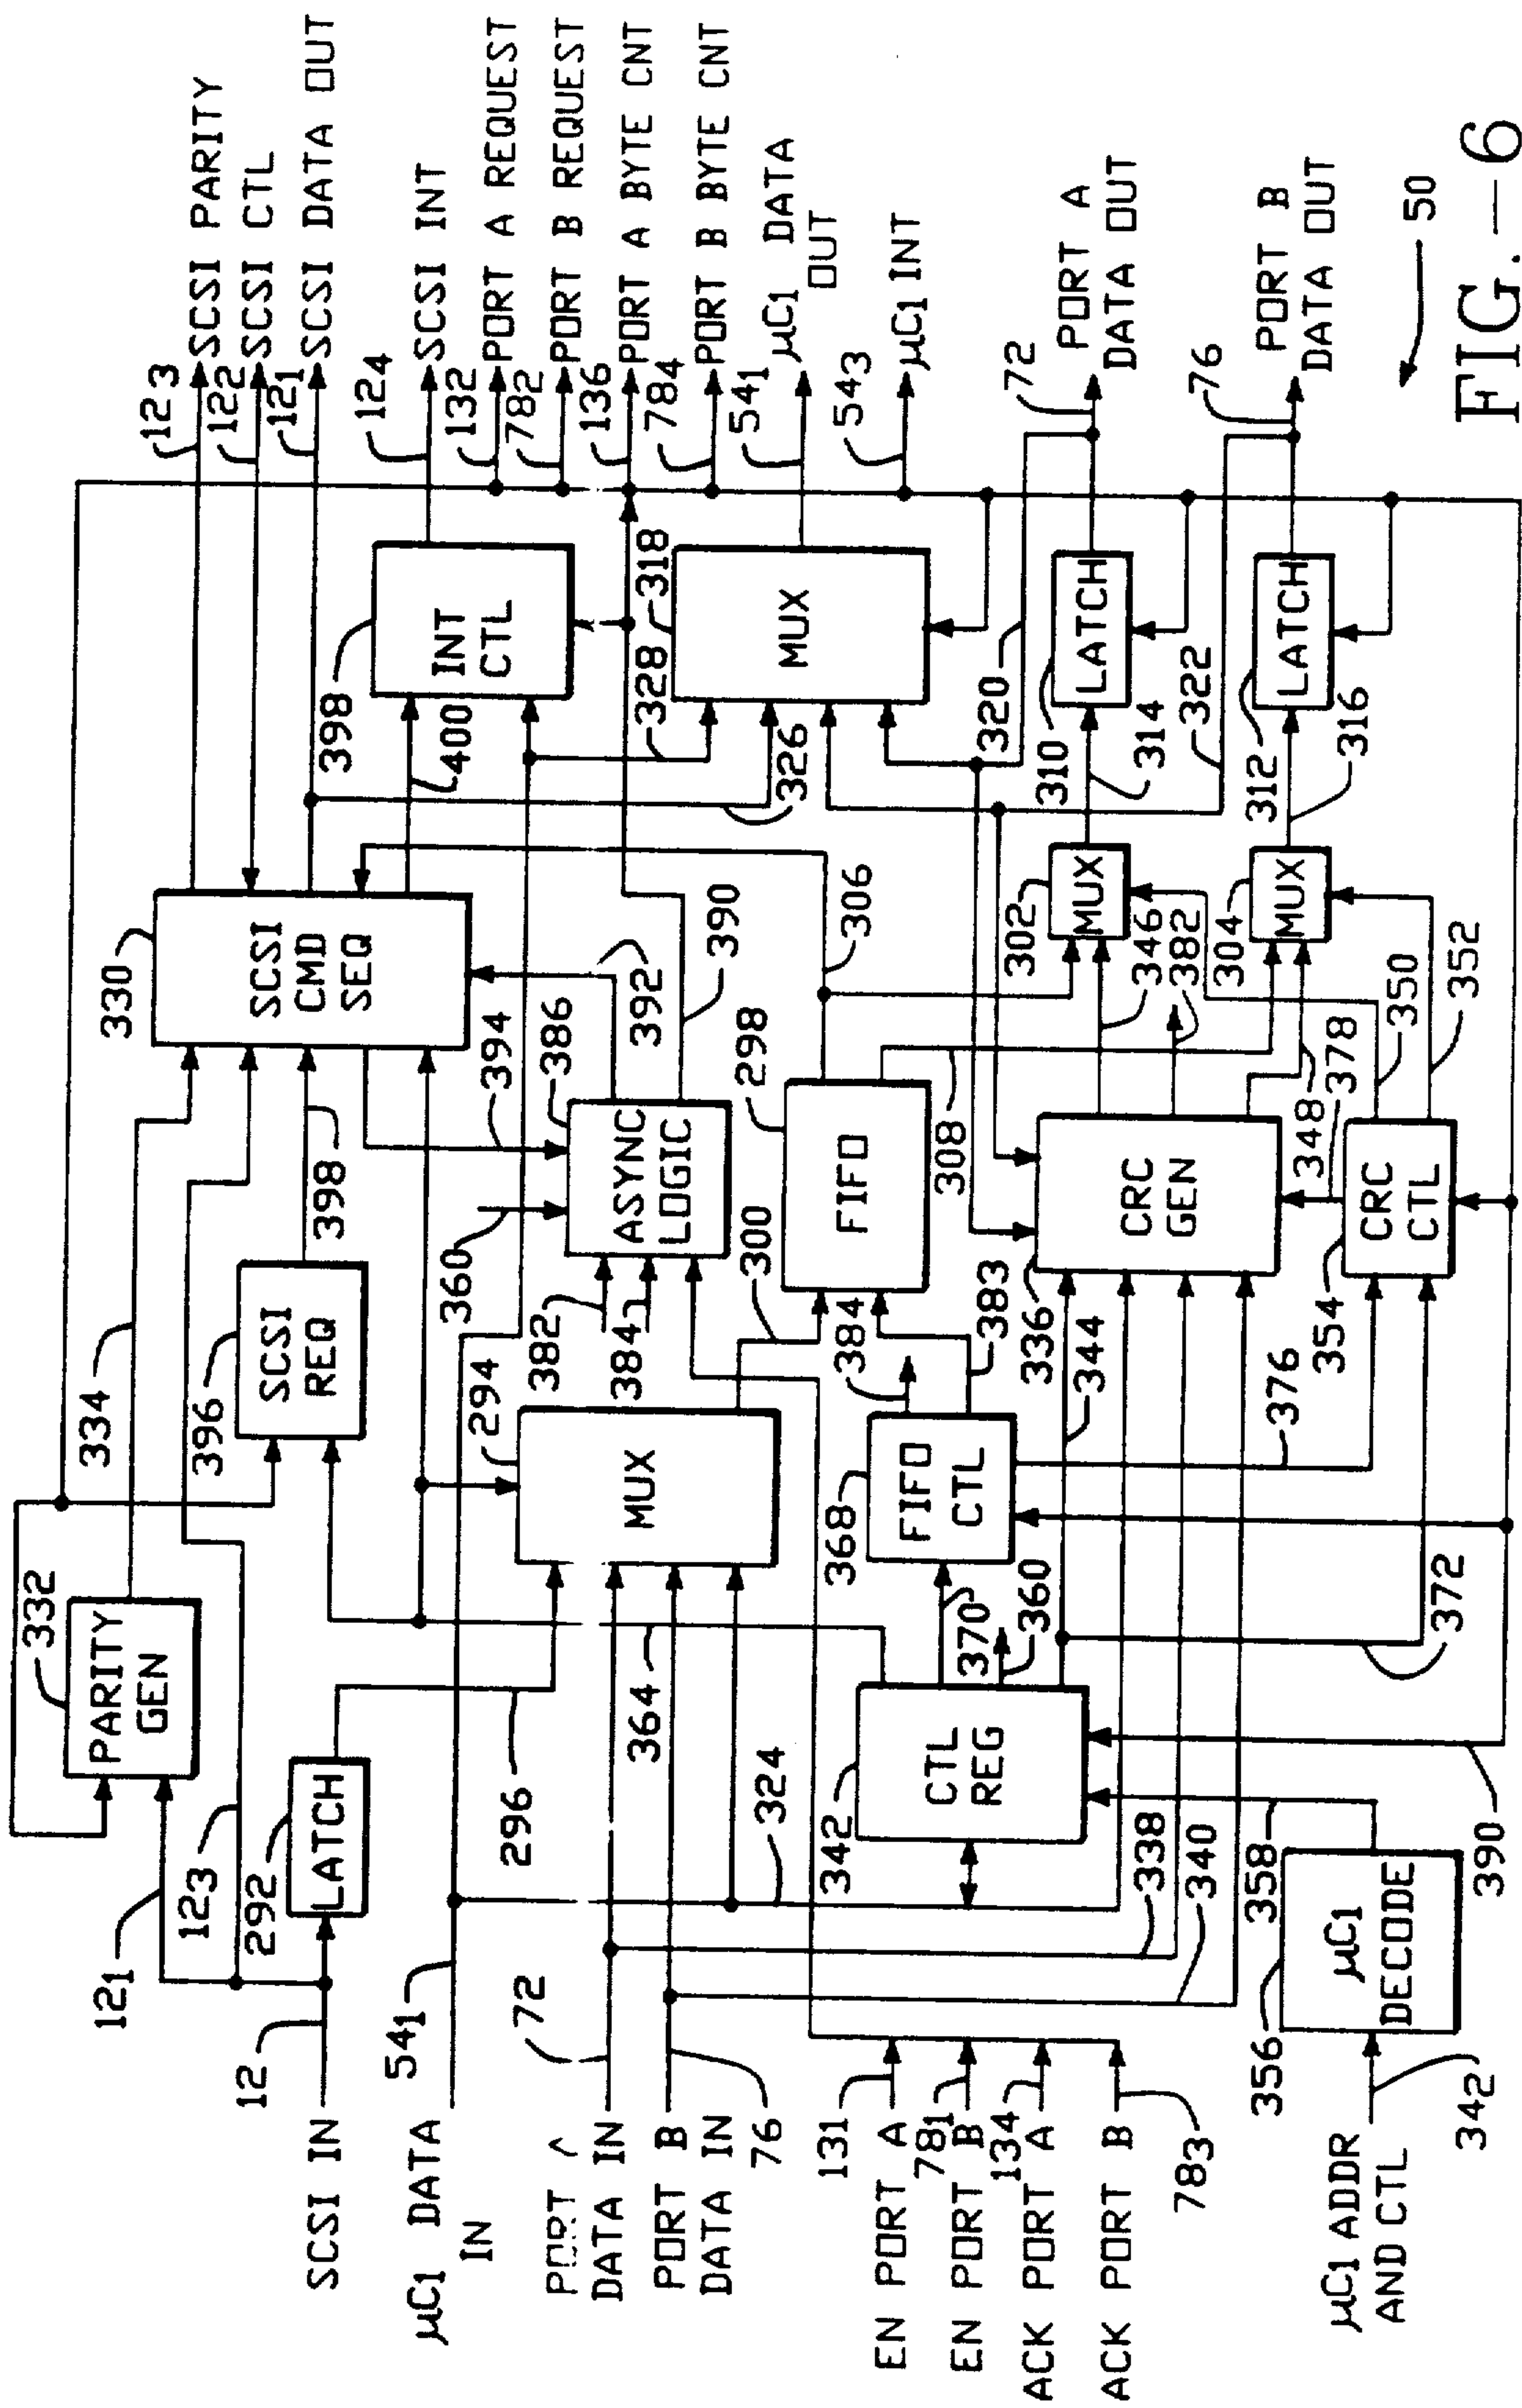 SCSI IN
12
12₁
12₃
µC1 DATA
IN
54₁
PORT
DATA IN
72
PORT B
DATA IN
76
EN PORT A
131
EN PORT B
78₁
ACK PORT A
134
ACK PORT B
78₃
µC1 ADDR
AND CTL
34₂
PARITY
GEN
332
334
LATCH
292
296
SCSI
REQ
396
398
SCSI
CMD
SEQ
330
MUX
294
300
364
324
ASYNC
LOGIC
386
394
392
390
360
382
384
FIFO
298
306
308
FIFO
CTL
368
384
383
376
CTL
REG
342
370
360
344
372
338
340
358
390
µC1
DECODE
356
CRC
GEN
336
346
382
348
378
CRC
CTL
354
350
352
MUX
302
MUX
304
LATCH
310
314
LATCH
312
316
INT
CTL
398
400
MUX
318
328
326
320
322
12₃
SCSI PARITY
12₂
SCSI CTL
12₁
SCSI DATA OUT
124
SCSI INT
132
PORT A REQUEST
78₂
PORT B REQUEST
136
PORT A BYTE CNT
78₄
PORT B BYTE CNT
54₁
µC1 DATA
OUT
54₃
µC1 INT
72
PORT A
DATA OUT
76
PORT B
DATA OUT
50
FIG.—6